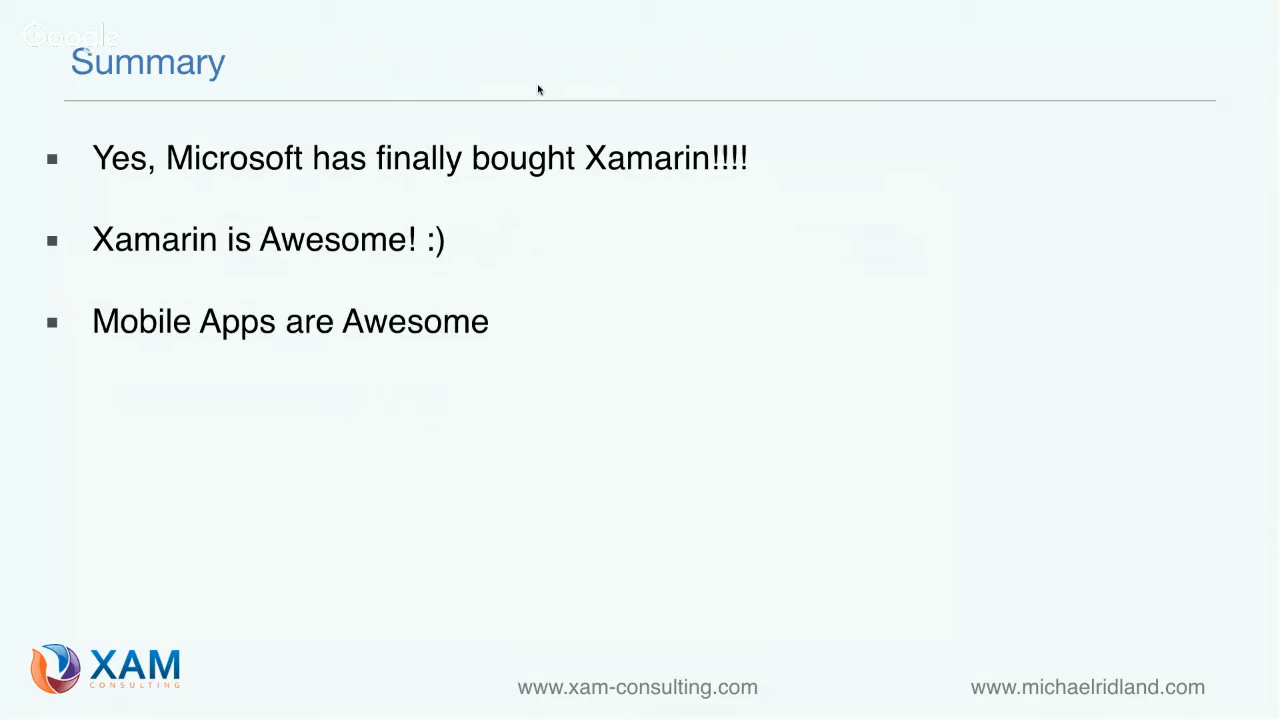 Google
Summary
Yes, Microsoft has finally bought Xamarin!!!!
Xamarin is Awesome! :)
Mobile Apps are Awesome
XAM
CONSULTING
www.xam-consulting.com
www.michaelridland.com